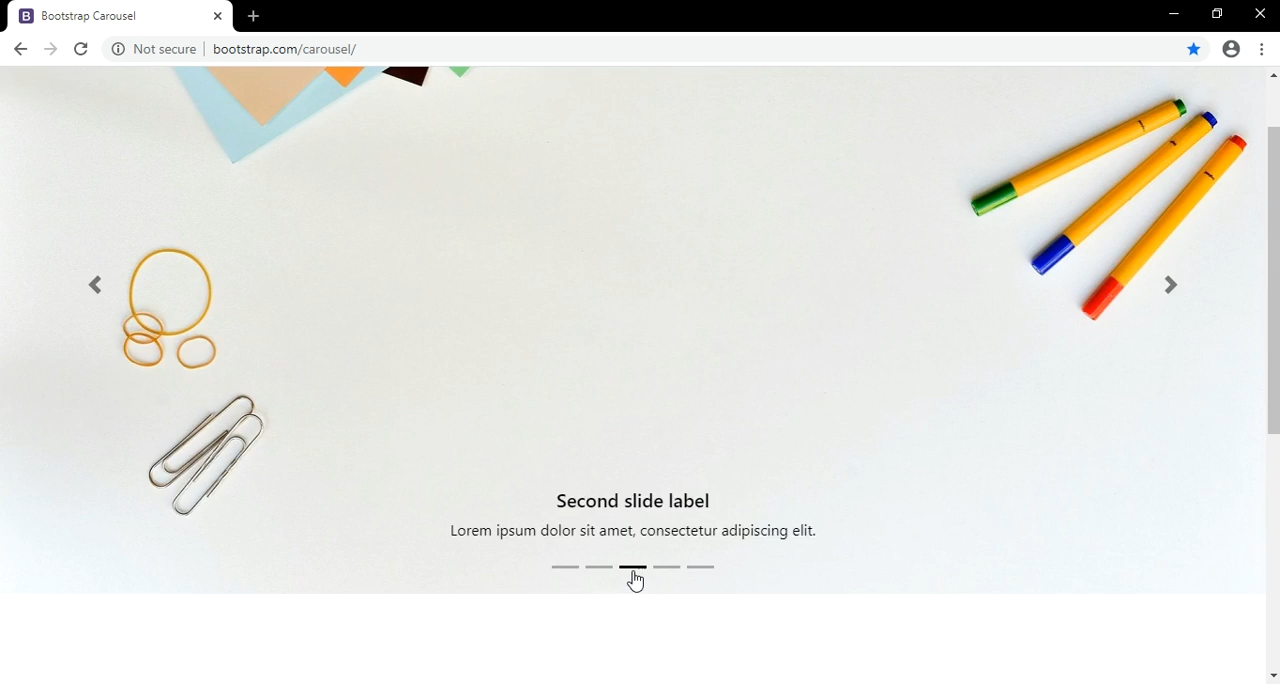 B Bootstrap Carousel
Not secure bootstrap.com/carousel/
Second slide label
Lorem ipsum dolor sit amet, consectetur adipiscing elit.